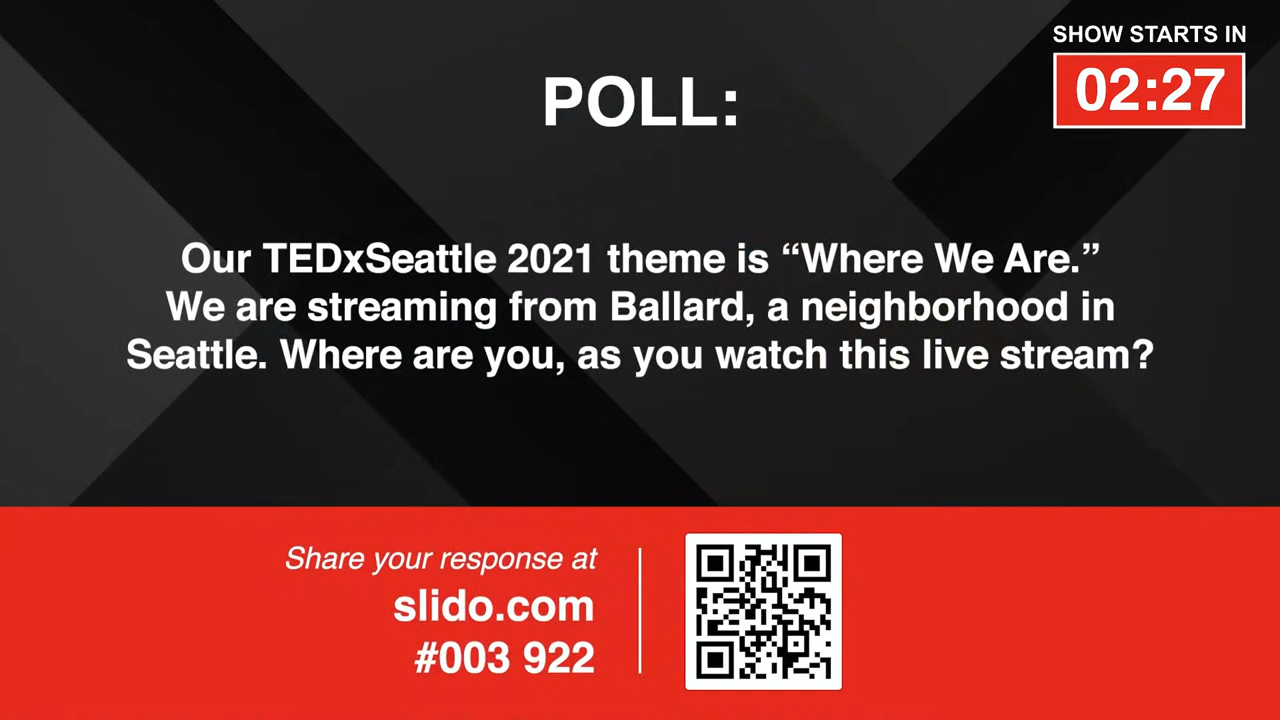 SHOW STARTS IN
02:27
POLL:
Our TEDxSeattle 2021 theme is “Where We Are.”
We are streaming from Ballard, a neighborhood in
Seattle. Where are you, as you watch this live stream?
Share your response at
slido.com
#003 922